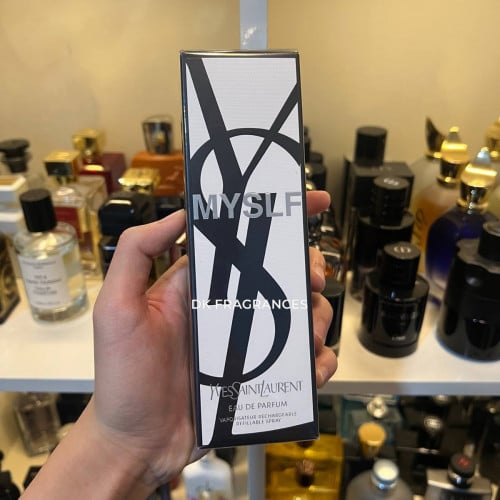 MYSLF
DK.FRAGRANCES
YVESSAINTLAURENT
EAU DE PARFUM
VAPORISATEUR RECHARGEABLE
REFILLABLE SPRAY